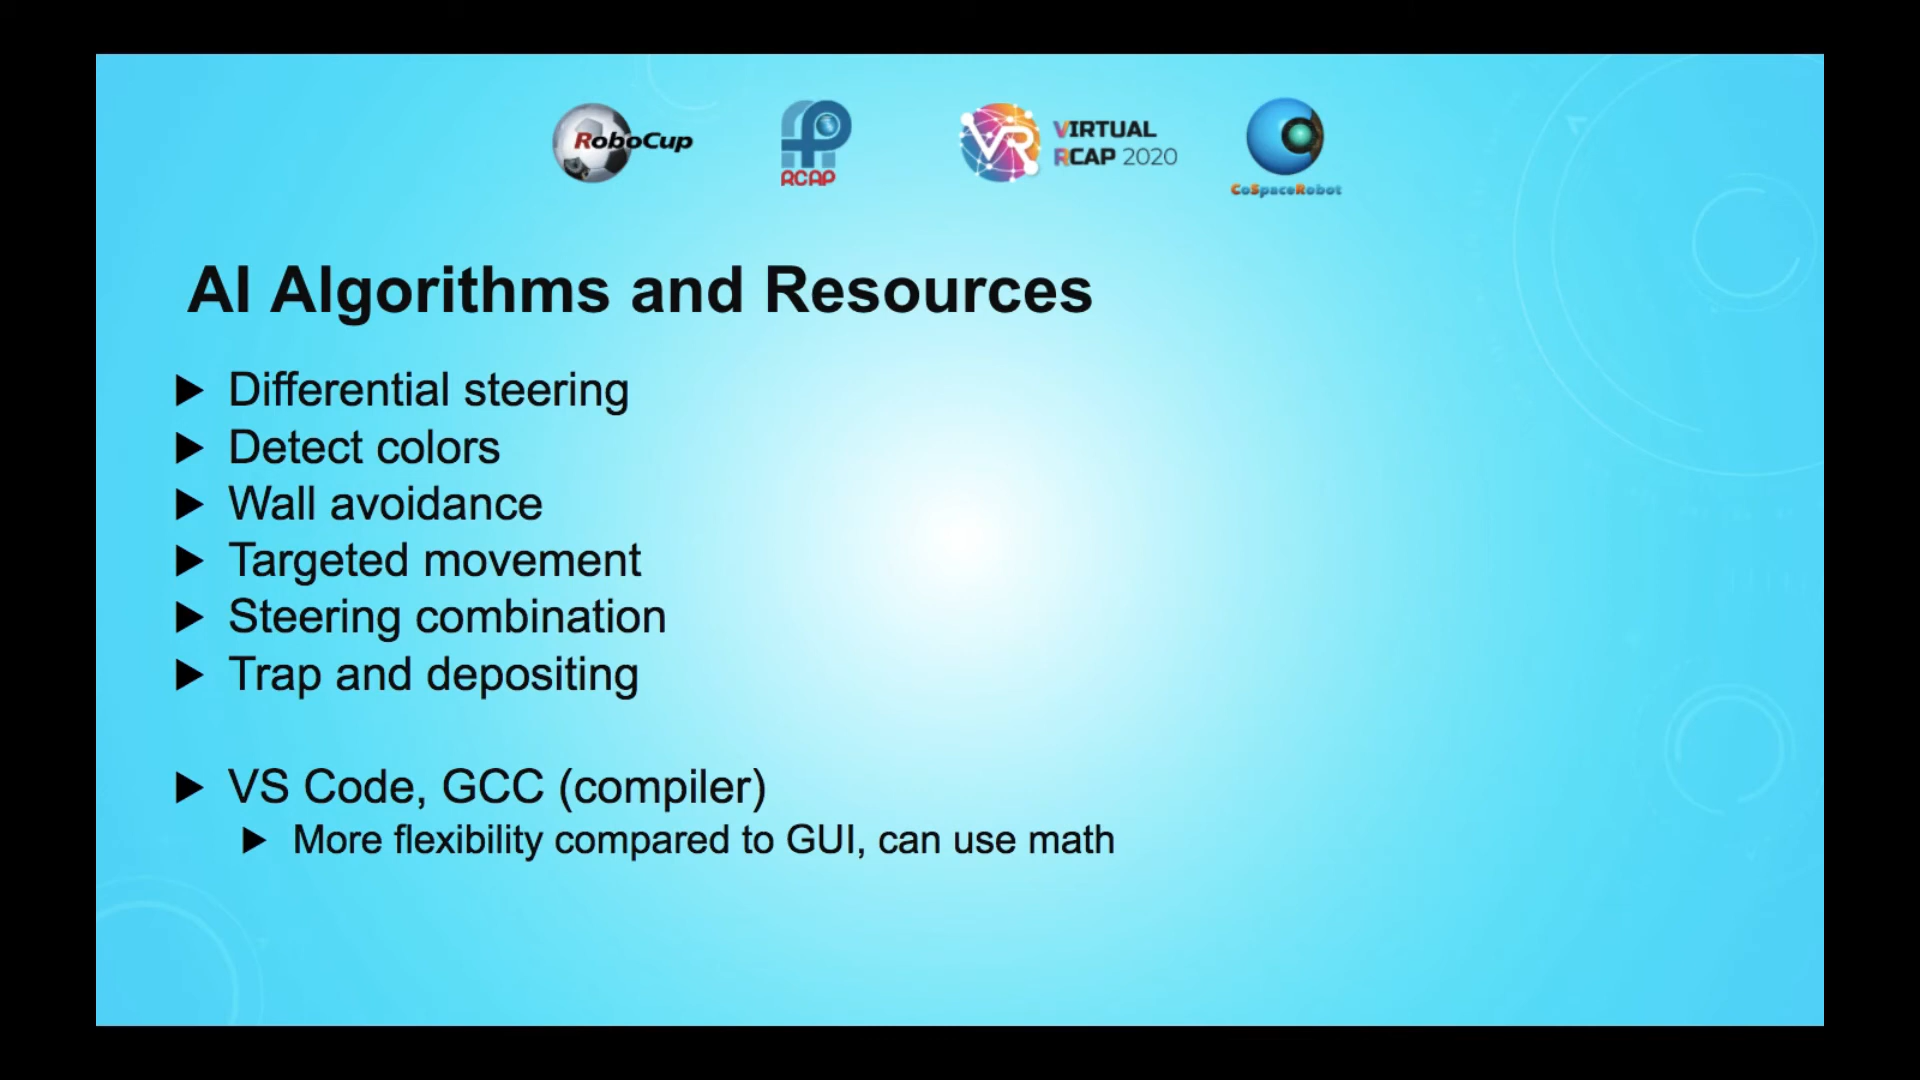 RoboCup
RCAP
VR
VIRTUAL
RCAP 2020
CoSpaceRobot
AI Algorithms and Resources
Differential steering
Detect colors
Wall avoidance
Targeted movement
Steering combination
Trap and depositing
VS Code, GCC (compiler)
More flexibility compared to GUI, can use math